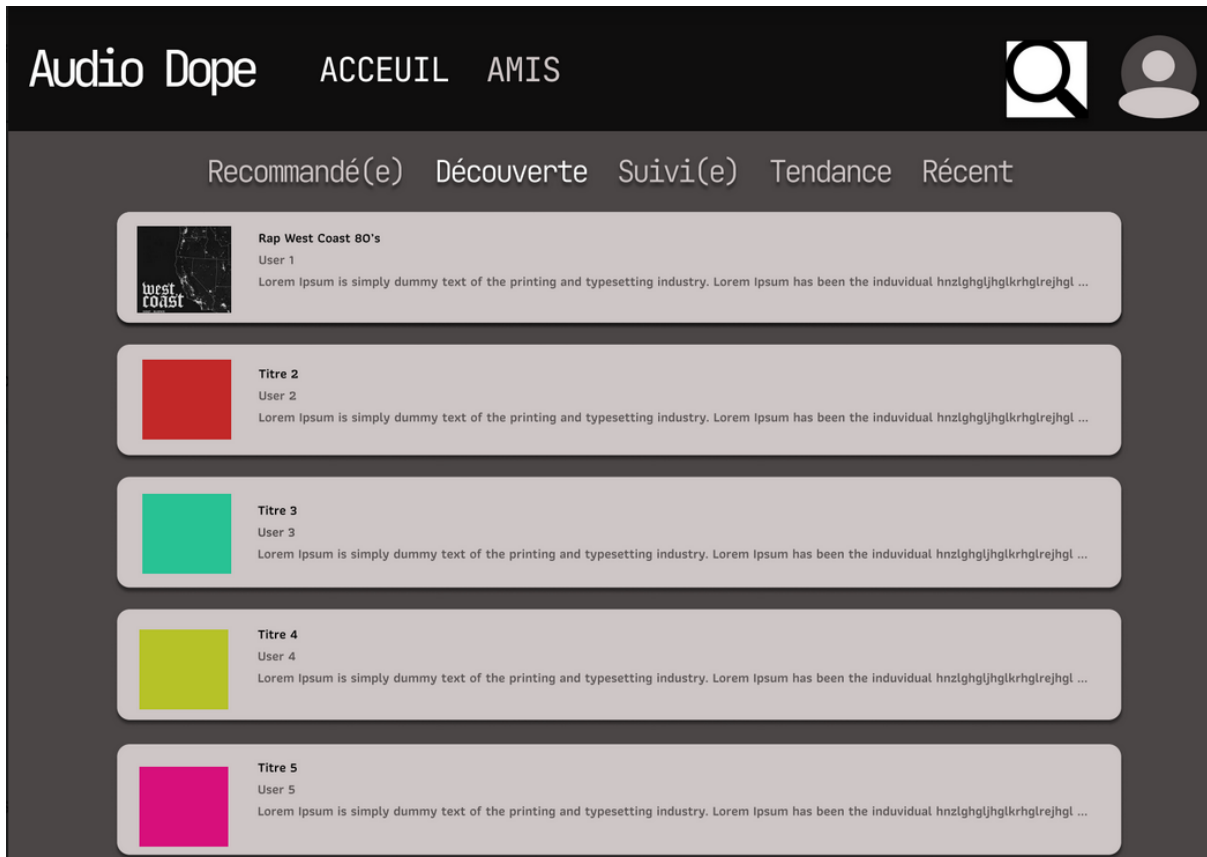 Audio Dope ACCEUIL AMIS
Recommandé(e) Découverte Suivi(e) Tendance Récent
west
coast
Rap West Coast 80's
User 1
Lorem Ipsum is simply dummy text of the printing and typesetting industry. Lorem Ipsum has been the induvidual hnzlghgljhglkrhglrejhgl ...
Titre 2
User 2
Lorem Ipsum is simply dummy text of the printing and typesetting industry. Lorem Ipsum has been the induvidual hnzlghgljhglkrhglrejhgl ...
Titre 3
User 3
Lorem Ipsum is simply dummy text of the printing and typesetting industry. Lorem Ipsum has been the induvidual hnzlghgljhglkrhglrejhgl ...
Titre 4
User 4
Lorem Ipsum is simply dummy text of the printing and typesetting industry. Lorem Ipsum has been the induvidual hnzlghgljhglkrhglrejhgl ...
Titre 5
User 5
Lorem Ipsum is simply dummy text of the printing and typesetting industry. Lorem Ipsum has been the induvidual hnzlghgljhglkrhglrejhgl ...